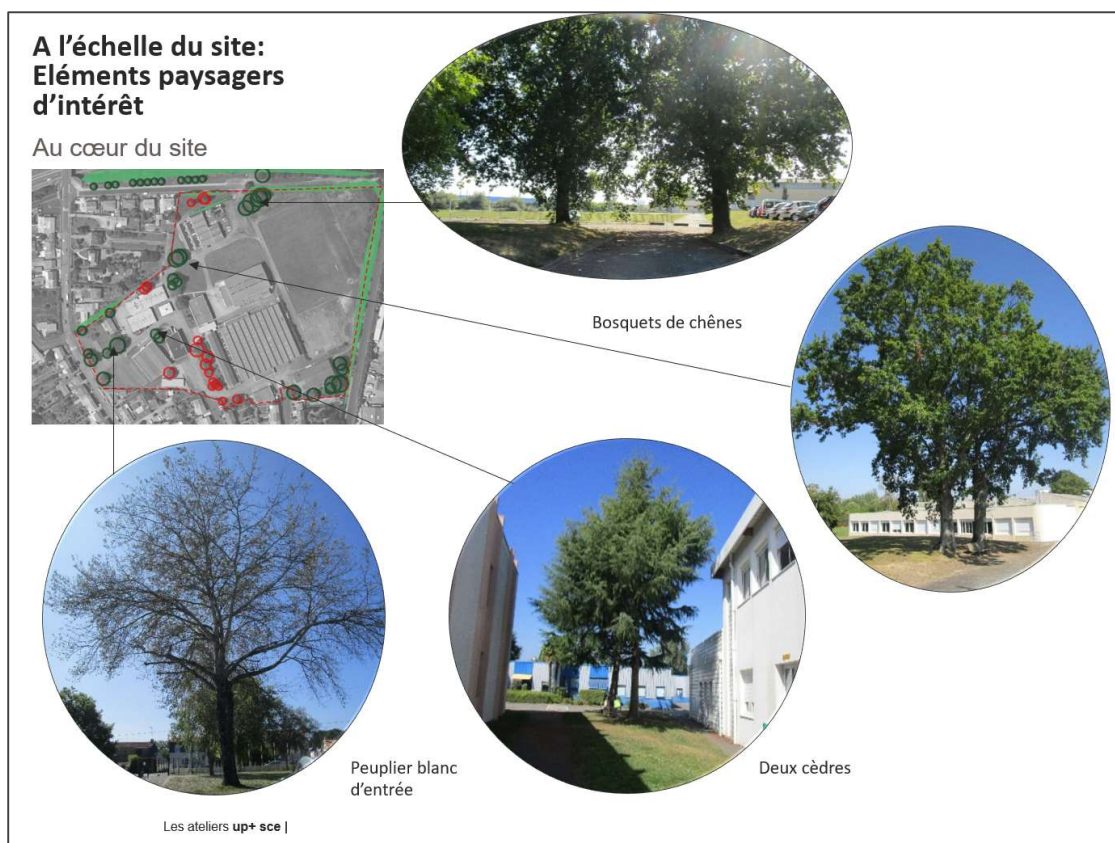 A l’échelle du site:
Eléments paysagers
d’intérêt
Au cœur du site
Bosquets de chênes
Peuplier blanc
d’entrée
Deux cèdres
Les ateliers up+ sce |